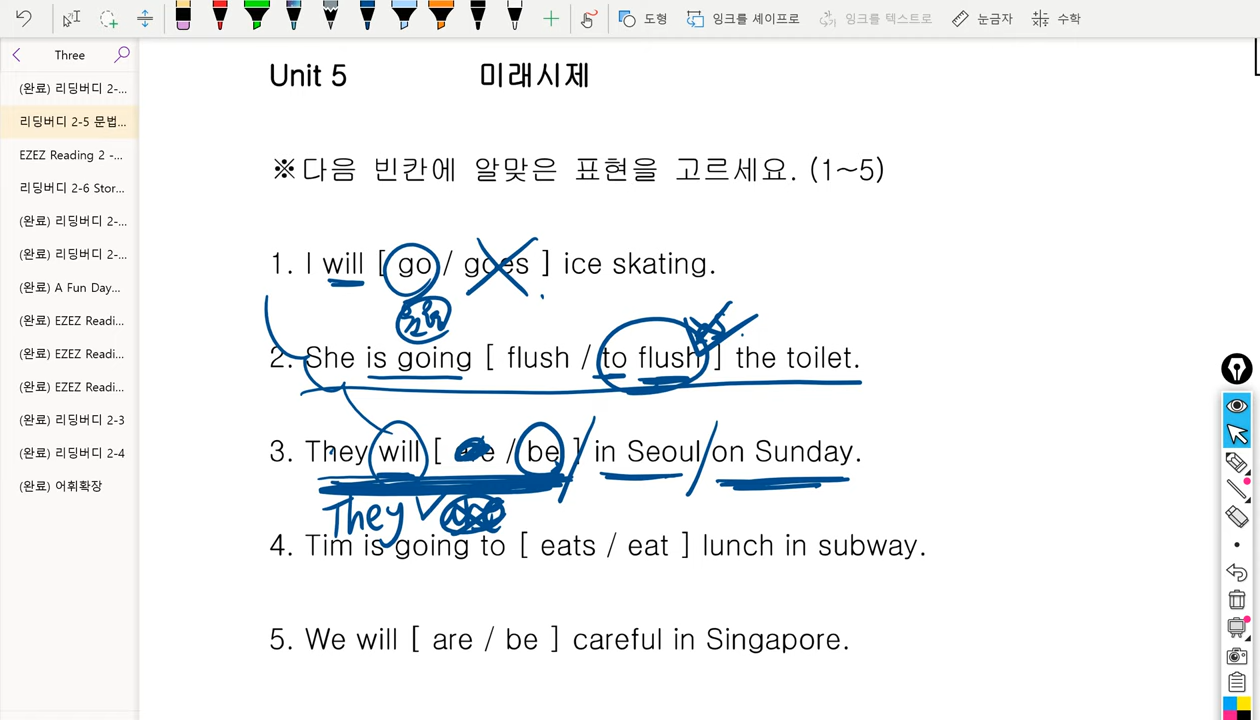 도형
잉크를 셰이프로
잉크를 텍스트로
눈금자
수학
Three
(완료) 리딩버디 2-...
리딩버디 2-5 문법...
EZEZ Reading 2 -...
리딩버디 2-6 Stor...
(완료) 리딩버디 2-...
(완료) 리딩버디 2-...
(완료) A Fun Day...
(완료) EZEZ Readi...
(완료) EZEZ Readi...
(완료) EZEZ Readi...
(완료) 리딩버디 2-3
(완료) 리딩버디 2-4
(완료) 어휘확장
Unit 5 미래시제
※다음 빈칸에 알맞은 표현을 고르세요. (1~5)
1. I will [ go / goes ] ice skating.
2. She is going [ flush / to flush ] the toilet.
3. They will [ are / be ] in Seoul on Sunday.
They
4. Tim is going to [ eats / eat ] lunch in subway.
5. We will [ are / be ] careful in Singapore.